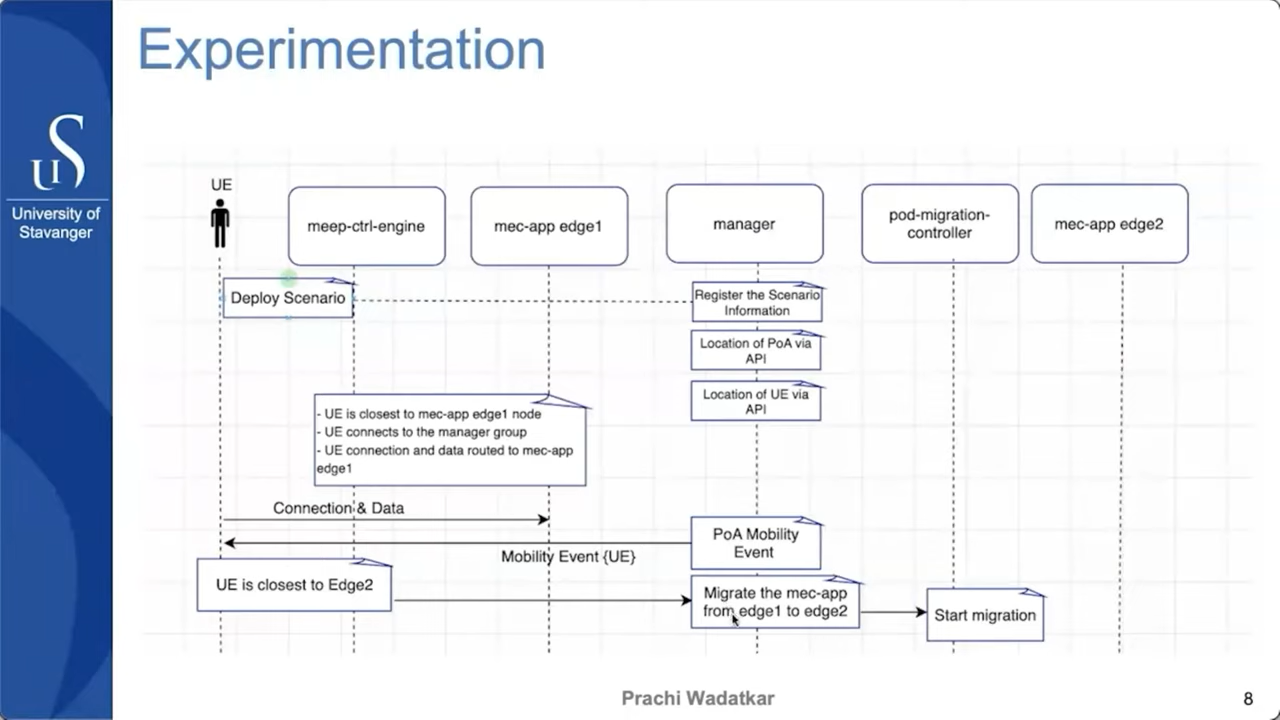 Experimentation
US
University of
Stavanger
UE
meep-ctrl-engine
mec-app edge1
manager
pod-migration-
controller
mec-app edge2
Deploy Scenario
Register the Scenario
Information
Location of PoA via
API
Location of UE via
API
- UE is closest to mec-app edge1 node
- UE connects to the manager group
- UE connection and data routed to mec-app
edge1
Connection & Data
PoA Mobility
Event
Mobility Event {UE}
UE is closest to Edge2
Migrate the mec-app
from edge1 to edge2
Start migration
Prachi Wadatkar
8